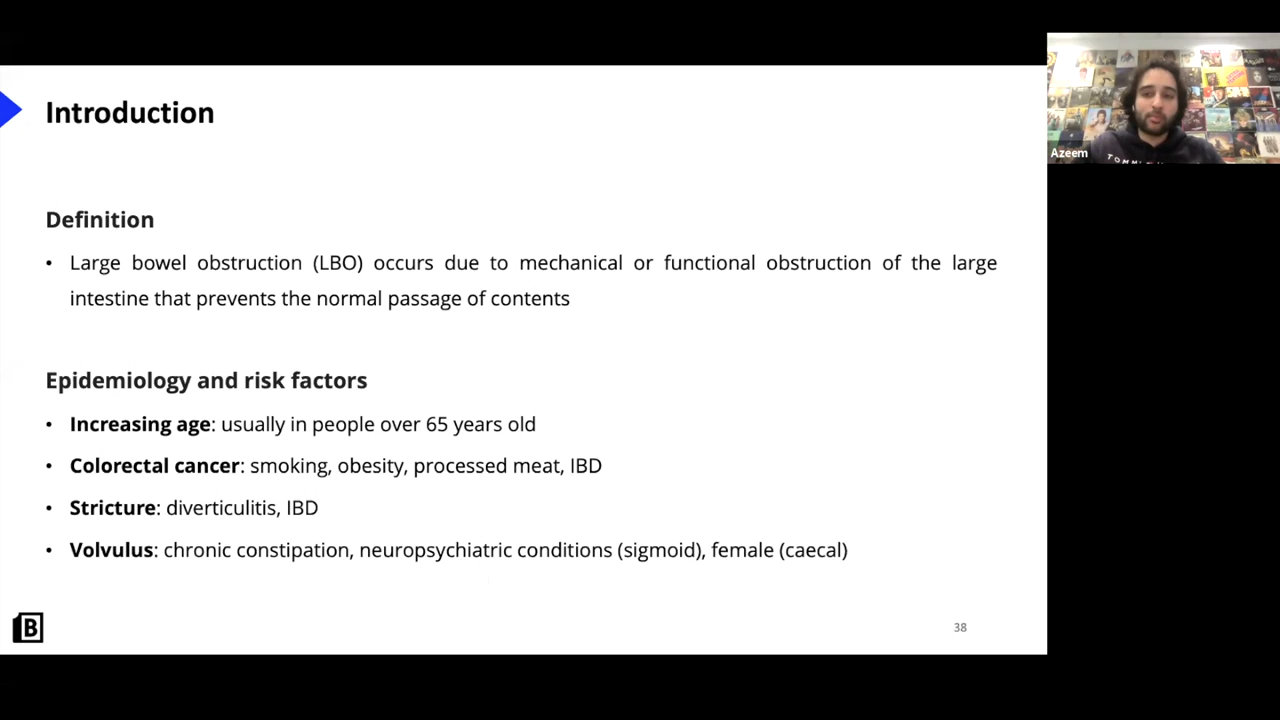 Introduction
Definition
• Large bowel obstruction (LBO) occurs due to mechanical or functional obstruction of the large
intestine that prevents the normal passage of contents
Epidemiology and risk factors
• Increasing age: usually in people over 65 years old
• Colorectal cancer: smoking, obesity, processed meat, IBD
• Stricture: diverticulitis, IBD
• Volvulus: chronic constipation, neuropsychiatric conditions (sigmoid), female (caecal)
B
38
Azeem